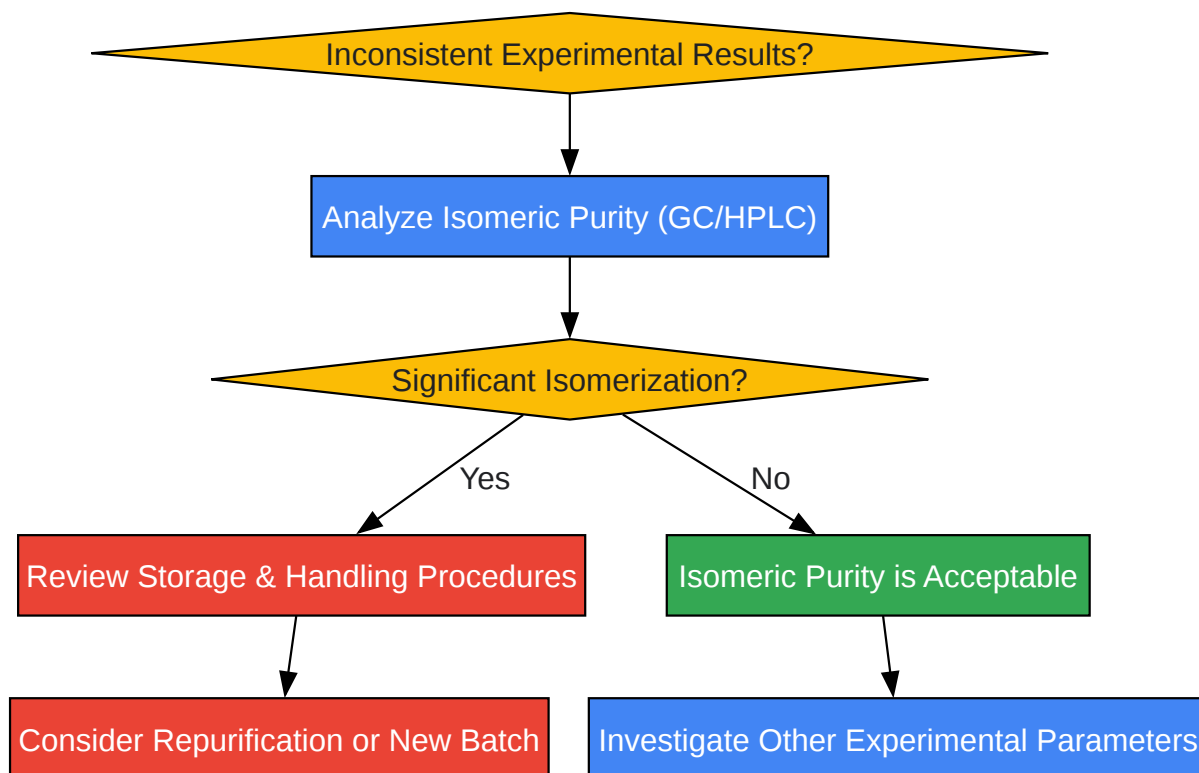 Inconsistent Experimental Results?
Analyze Isomeric Purity (GC/HPLC)
Significant Isomerization?
Yes
No
Review Storage & Handling Procedures
Isomeric Purity is Acceptable
Consider Repurification or New Batch
Investigate Other Experimental Parameters